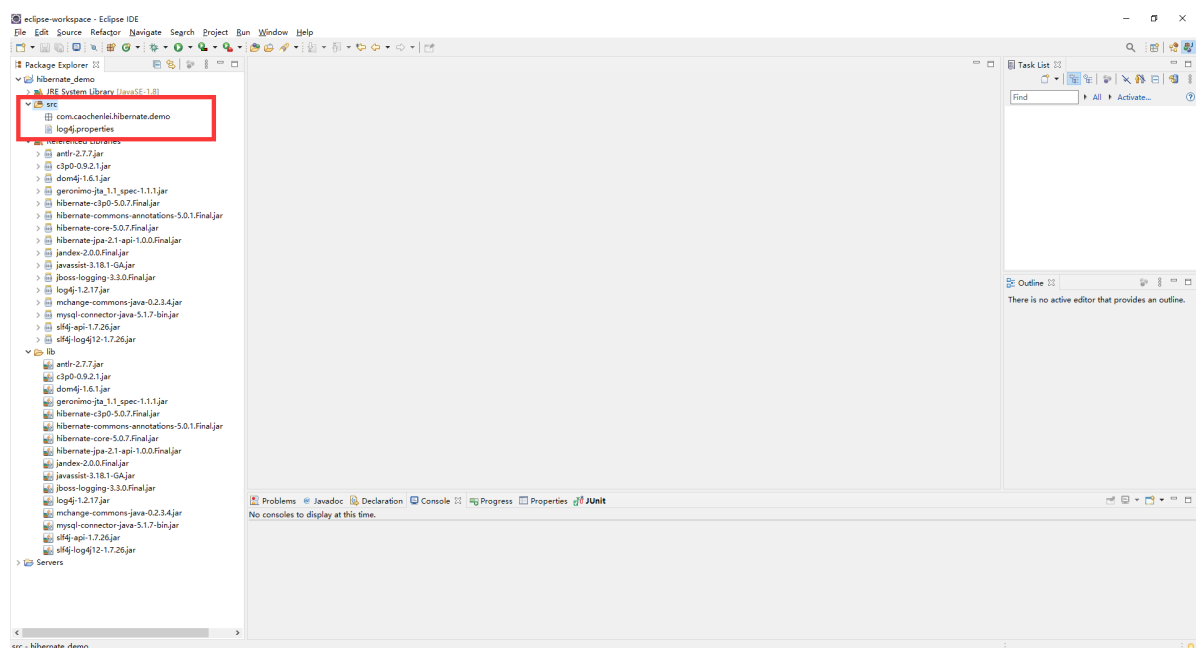 eclipse-workspace - Eclipse IDE
File Edit Source Refactor Navigate Search Project Run Window Help
Package Explorer
hibernate_demo
JRE System Library [JavaSE-1.8]
src
com.caochenlei.hibernate.demo
log4j.properties
Referenced Libraries
antlr-2.7.7.jar
c3p0-0.9.2.1.jar
dom4j-1.6.1.jar
geronimo-jta_1.1_spec-1.1.1.jar
hibernate-c3p0-5.0.7.Final.jar
hibernate-commons-annotations-5.0.1.Final.jar
hibernate-core-5.0.7.Final.jar
hibernate-jpa-2.1-api-1.0.0.Final.jar
jandex-2.0.0.Final.jar
javassist-3.18.1-GA.jar
jboss-logging-3.3.0.Final.jar
log4j-1.2.17.jar
mchange-commons-java-0.2.3.4.jar
mysql-connector-java-5.1.7-bin.jar
slf4j-api-1.7.26.jar
slf4j-log4j12-1.7.26.jar
lib
antlr-2.7.7.jar
c3p0-0.9.2.1.jar
dom4j-1.6.1.jar
geronimo-jta_1.1_spec-1.1.1.jar
hibernate-c3p0-5.0.7.Final.jar
hibernate-commons-annotations-5.0.1.Final.jar
hibernate-core-5.0.7.Final.jar
hibernate-jpa-2.1-api-1.0.0.Final.jar
jandex-2.0.0.Final.jar
javassist-3.18.1-GA.jar
jboss-logging-3.3.0.Final.jar
log4j-1.2.17.jar
mchange-commons-java-0.2.3.4.jar
mysql-connector-java-5.1.7-bin.jar
slf4j-api-1.7.26.jar
slf4j-log4j12-1.7.26.jar
Servers
Problems Javadoc Declaration Console Progress Properties JUnit
No consoles to display at this time.
Task List
Find All Activate...
Outline
There is no active editor that provides an outline.
src - hibernate_demo